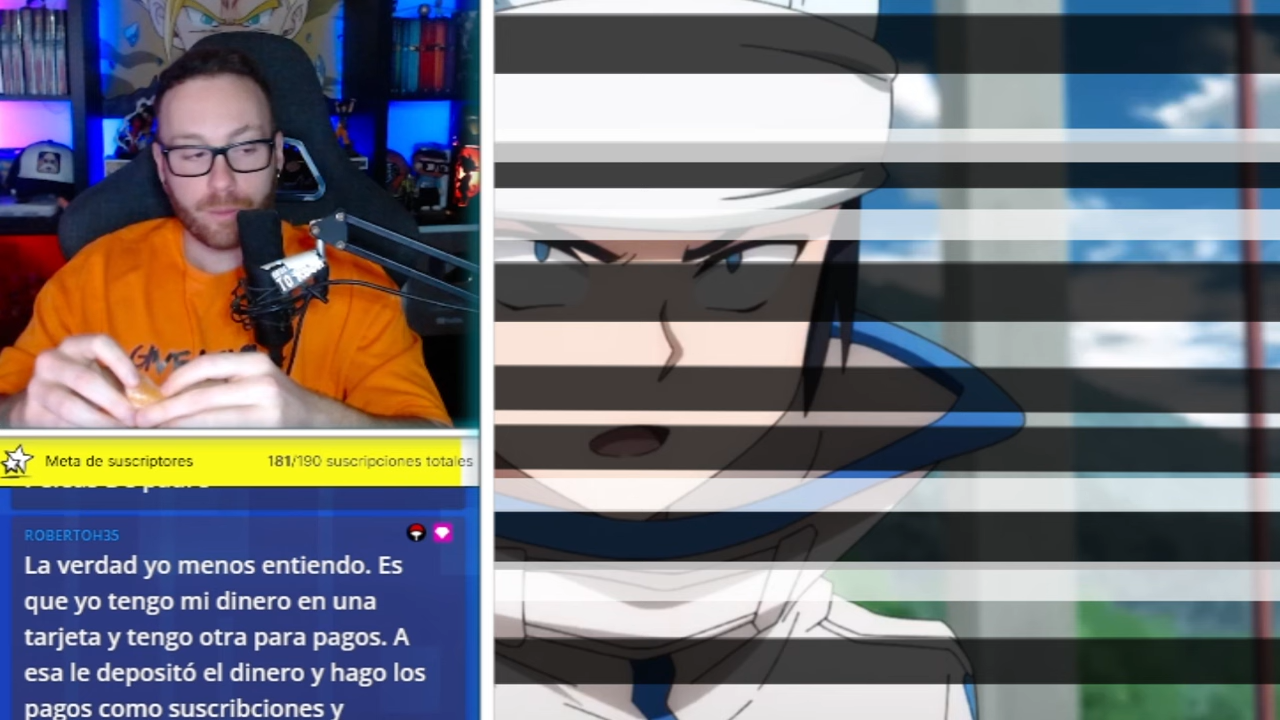 Meta de suscriptores
181/190 suscripciones totales
ROBERTOH35
La verdad yo menos entiendo. Es
que yo tengo mi dinero en una
tarjeta y tengo otra para pagos. A
esa le depositó el dinero y hago los
pagos como suscribciones y